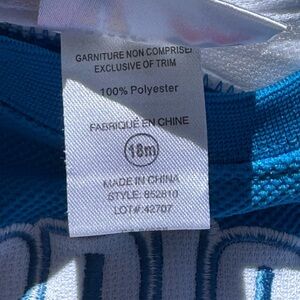 GARNITURE NON COMPRISE
EXCLUSIVE OF TRIM
100% Polyester
FABRIQUÉ EN CHINE
18m
MADE IN CHINA
STYLE: 852810
LOT#:42707